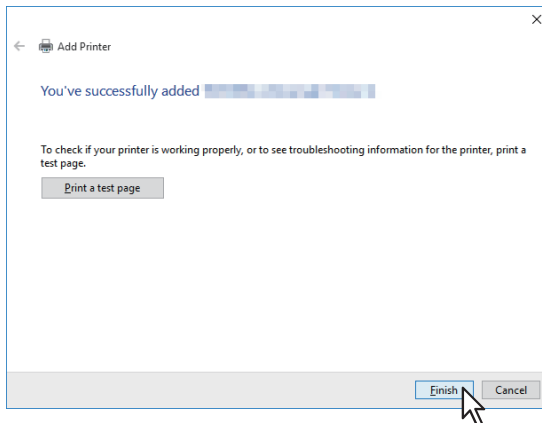 Add Printer
You've successfully added
To check if your printer is working properly, or to see troubleshooting information for the printer, print a
test page.
Print a test page
Finish Cancel